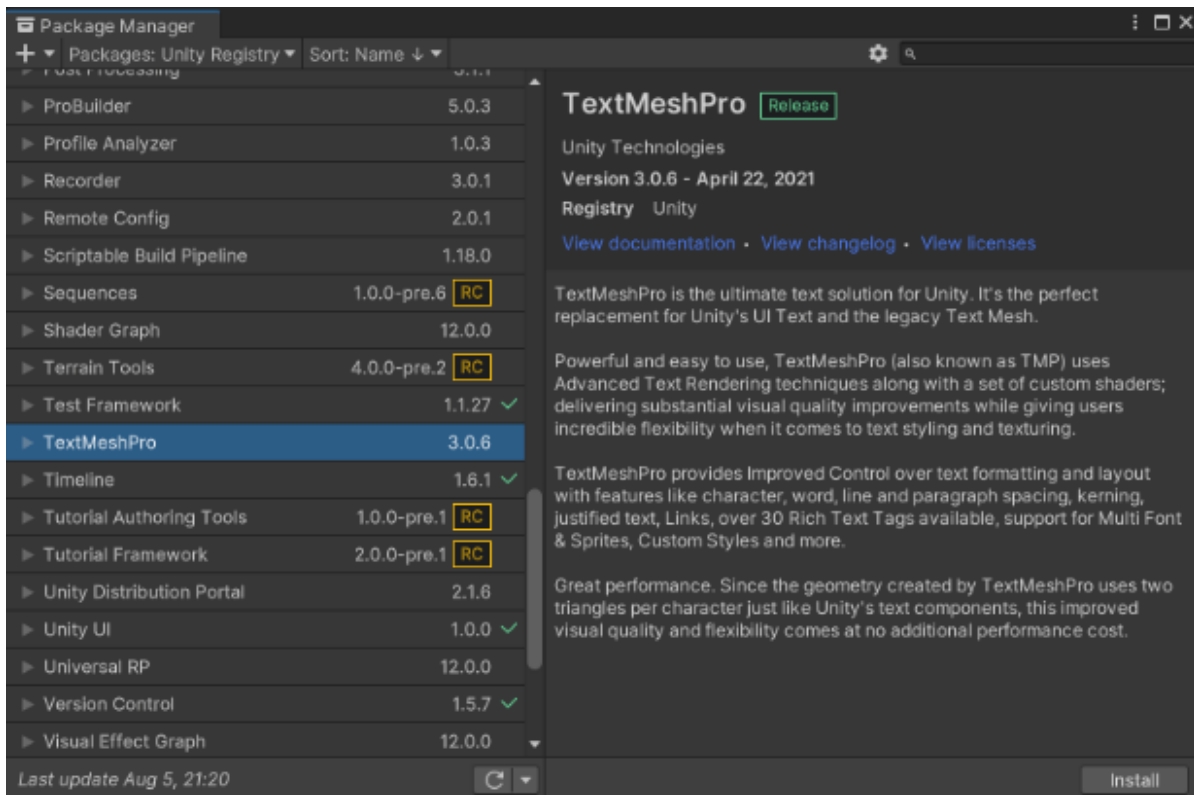 Package Manager
Packages: Unity Registry Sort: Name ↓
Post Processing 3.1.1
ProBuilder 5.0.3
Profile Analyzer 1.0.3
Recorder 3.0.1
Remote Config 2.0.1
Scriptable Build Pipeline 1.18.0
Sequences 1.0.0-pre.6 RC
Shader Graph 12.0.0
Terrain Tools 4.0.0-pre.2 RC
Test Framework 1.1.27 ✓
TextMeshPro 3.0.6
Timeline 1.6.1 ✓
Tutorial Authoring Tools 1.0.0-pre.1 RC
Tutorial Framework 2.0.0-pre.1 RC
Unity Distribution Portal 2.1.6
Unity UI 1.0.0 ✓
Universal RP 12.0.0
Version Control 1.5.7 ✓
Visual Effect Graph 12.0.0
Last update Aug 5, 21:20
TextMeshPro Release
Unity Technologies
Version 3.0.6 - April 22, 2021
Registry Unity
View documentation • View changelog • View licenses
TextMeshPro is the ultimate text solution for Unity. It's the perfect
replacement for Unity's UI Text and the legacy Text Mesh.
Powerful and easy to use, TextMeshPro (also known as TMP) uses
Advanced Text Rendering techniques along with a set of custom shaders;
delivering substantial visual quality improvements while giving users
incredible flexibility when it comes to text styling and texturing.
TextMeshPro provides Improved Control over text formatting and layout
with features like character, word, line and paragraph spacing, kerning,
justified text, Links, over 30 Rich Text Tags available, support for Multi Font
& Sprites, Custom Styles and more.
Great performance. Since the geometry created by TextMeshPro uses two
triangles per character just like Unity's text components, this improved
visual quality and flexibility comes at no additional performance cost.
Install